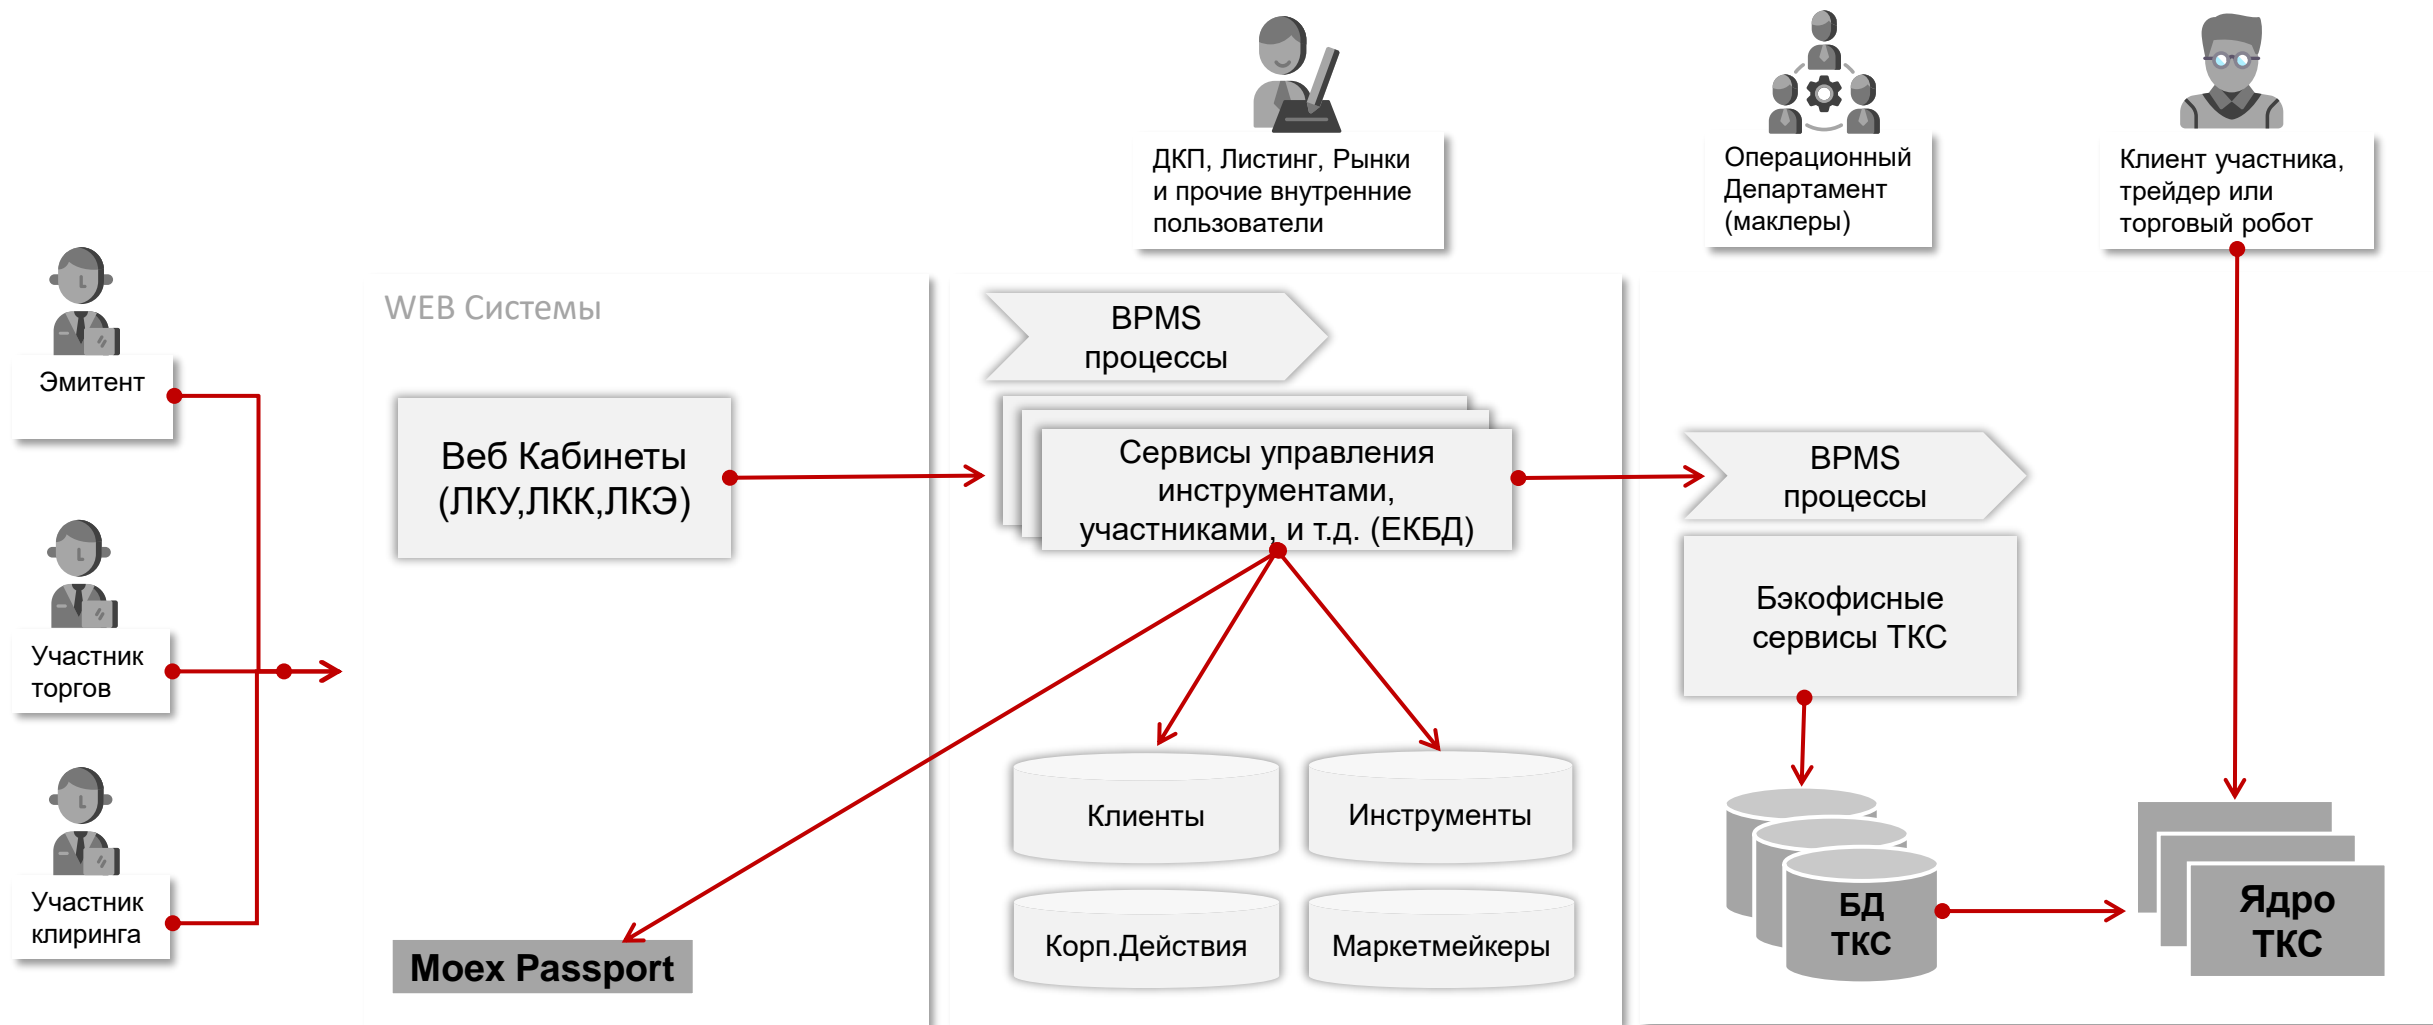 ДКП, Листинг, Рынки
и прочие внутренние
пользователи
Операционный
Департамент
(маклеры)
Клиент участника,
трейдер или
торговый робот
Эмитент
Участник
торгов
Участник
клиринга
WEB Системы
Веб Кабинеты
(ЛКУ,ЛКК,ЛКЭ)
Moex Passport
BPMS
процессы
Сервисы управления
инструментами,
участниками, и т.д. (ЕКБД)
Клиенты
Инструменты
Корп.Действия
Маркетмейкеры
BPMS
процессы
Бэкофисные
сервисы ТКС
БД
ТКС
Ядро
ТКС